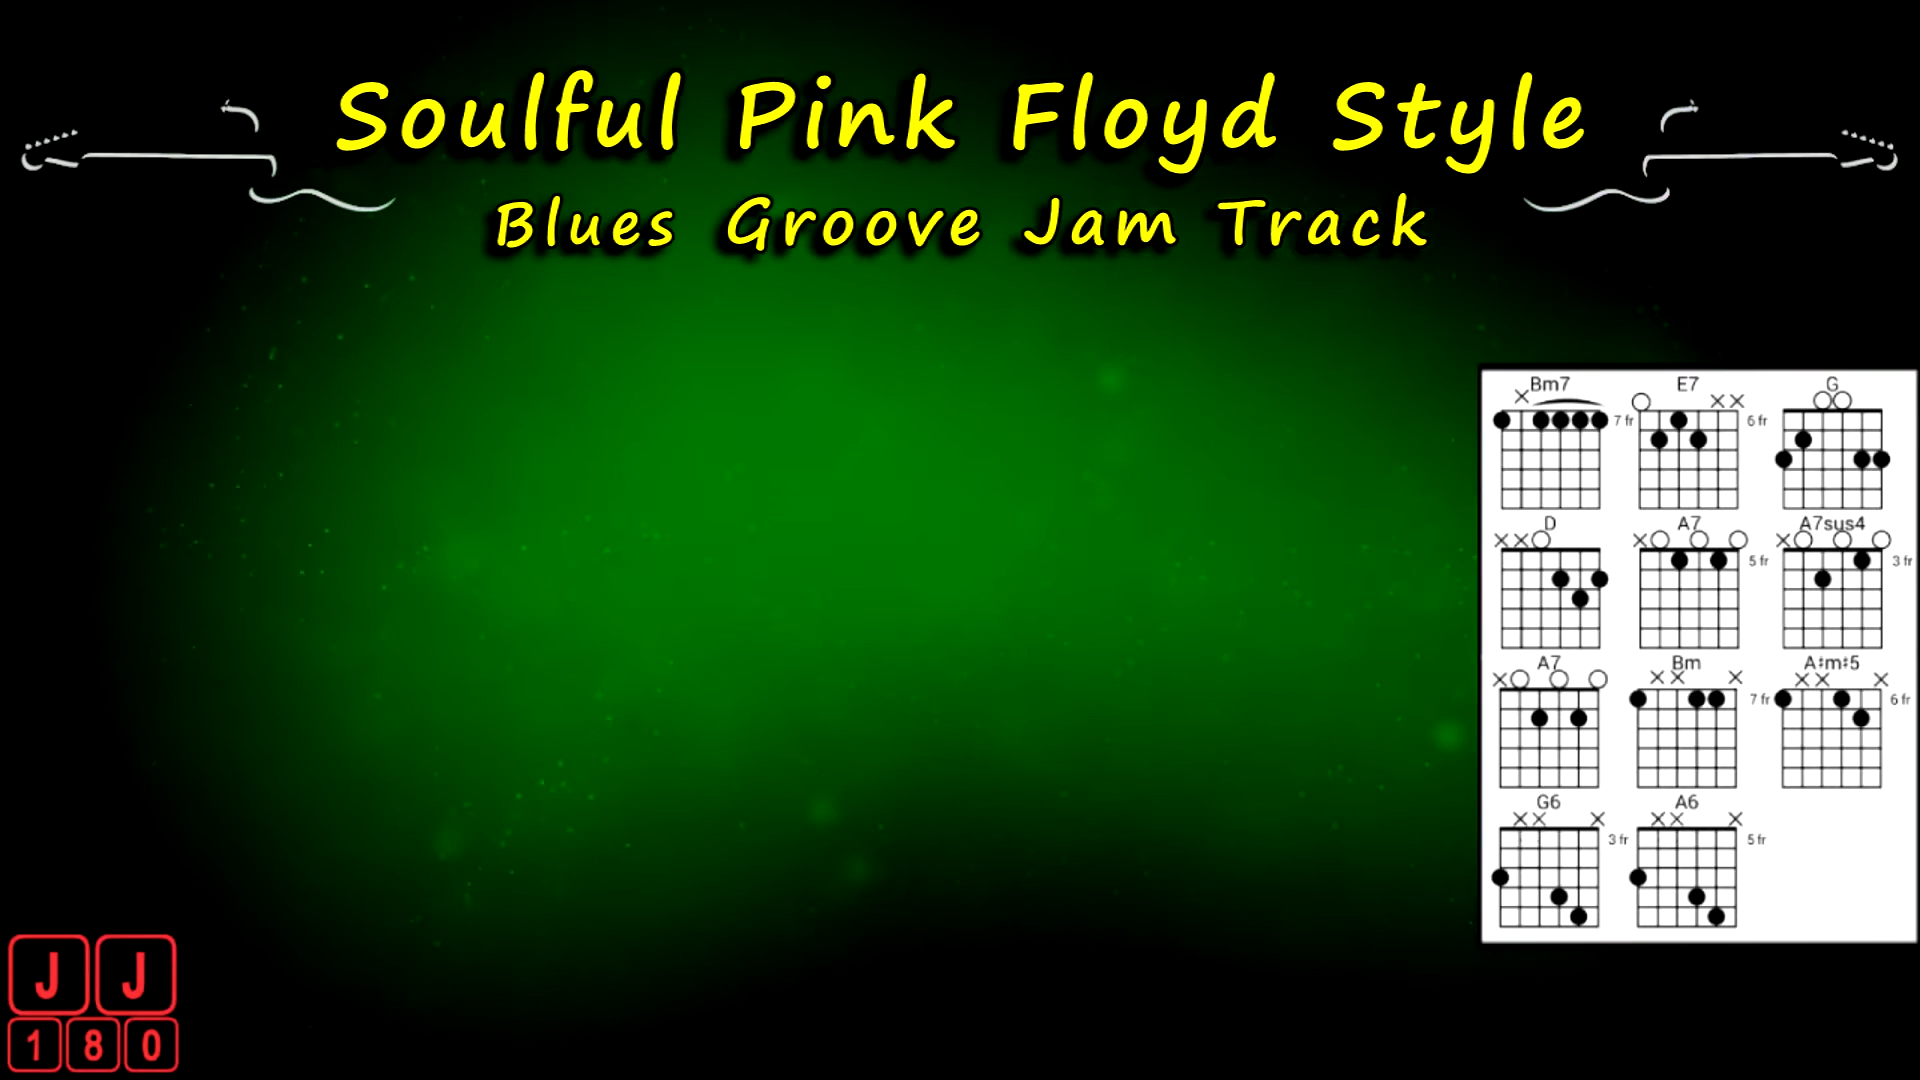 Soulful Pink Floyd Style
Blues Groove Jam Track
Bm7 E7 G
7 fr 6 fr
D A7 A7sus4
5 fr 3 fr
A7 Bm A♯m♯5
7 fr 6 fr
G6 A6
3 fr 5 fr
J J
1 8 0